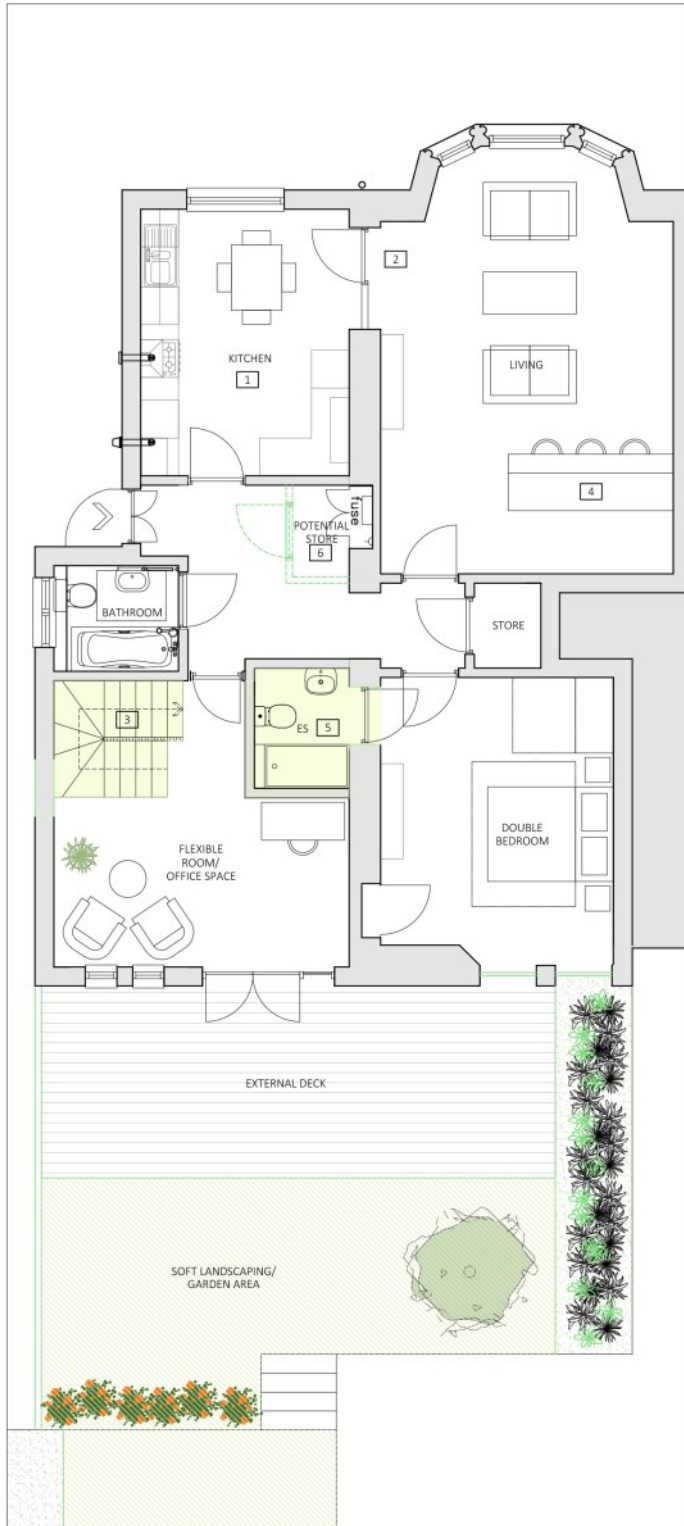 2
KITCHEN
1
LIVING
4
fuse
POTENTIAL
STORE
6
BATHROOM
STORE
3
ES
5
FLEXIBLE
ROOM/
OFFICE SPACE
DOUBLE
BEDROOM
EXTERNAL DECK
SOFT LANDSCAPING/
GARDEN AREA